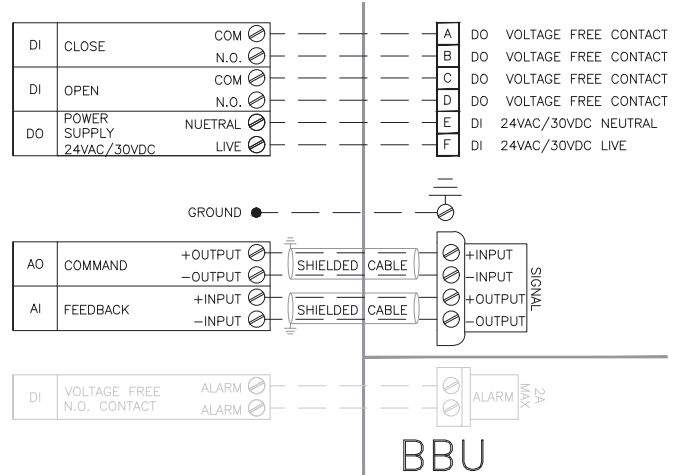 DI CLOSE COM A DO VOLTAGE FREE CONTACT
N.O. B DO VOLTAGE FREE CONTACT
DI OPEN COM C DO VOLTAGE FREE CONTACT
N.O. D DO VOLTAGE FREE CONTACT
DO POWER SUPPLY 24VAC/30VDC NUETRAL E DI 24VAC/30VDC NEUTRAL
LIVE F DI 24VAC/30VDC LIVE
GROUND
AO COMMAND +OUTPUT SHIELDED CABLE +INPUT
-OUTPUT -INPUT
SIGNAL
AI FEEDBACK +INPUT SHIELDED CABLE +OUTPUT
-INPUT -OUTPUT
DI VOLTAGE FREE N.O. CONTACT ALARM ALARM 2A MAX
ALARM
BBU